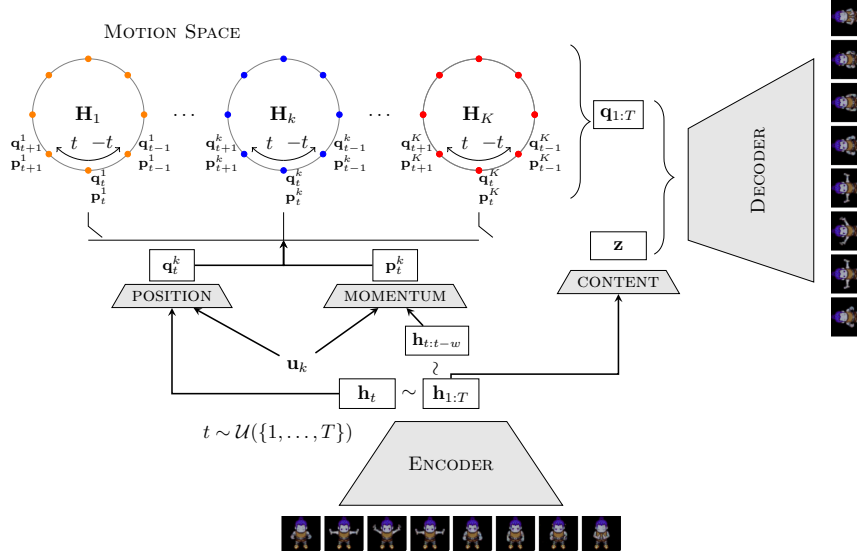 MOTION SPACE
H₁ ... Hₖ ... H_K
t −t t −t t −t
q¹ₜ₊₁ q¹ₜ₋₁ qᵏₜ₊₁ qᵏₜ₋₁ qᴷₜ₊₁ qᴷₜ₋₁
p¹ₜ₊₁ p¹ₜ₋₁ pᵏₜ₊₁ pᵏₜ₋₁ pᴷₜ₊₁ pᴷₜ₋₁
q¹ₜ qᵏₜ qᴷₜ
p¹ₜ pᵏₜ pᴷₜ
q₁:T
DECODER
z
qᵏₜ pᵏₜ
POSITION MOMENTUM CONTENT
hₜ:ₜ₋w
uₖ
~
hₜ ~ h₁:T
t ~ U({1, ..., T})
ENCODER